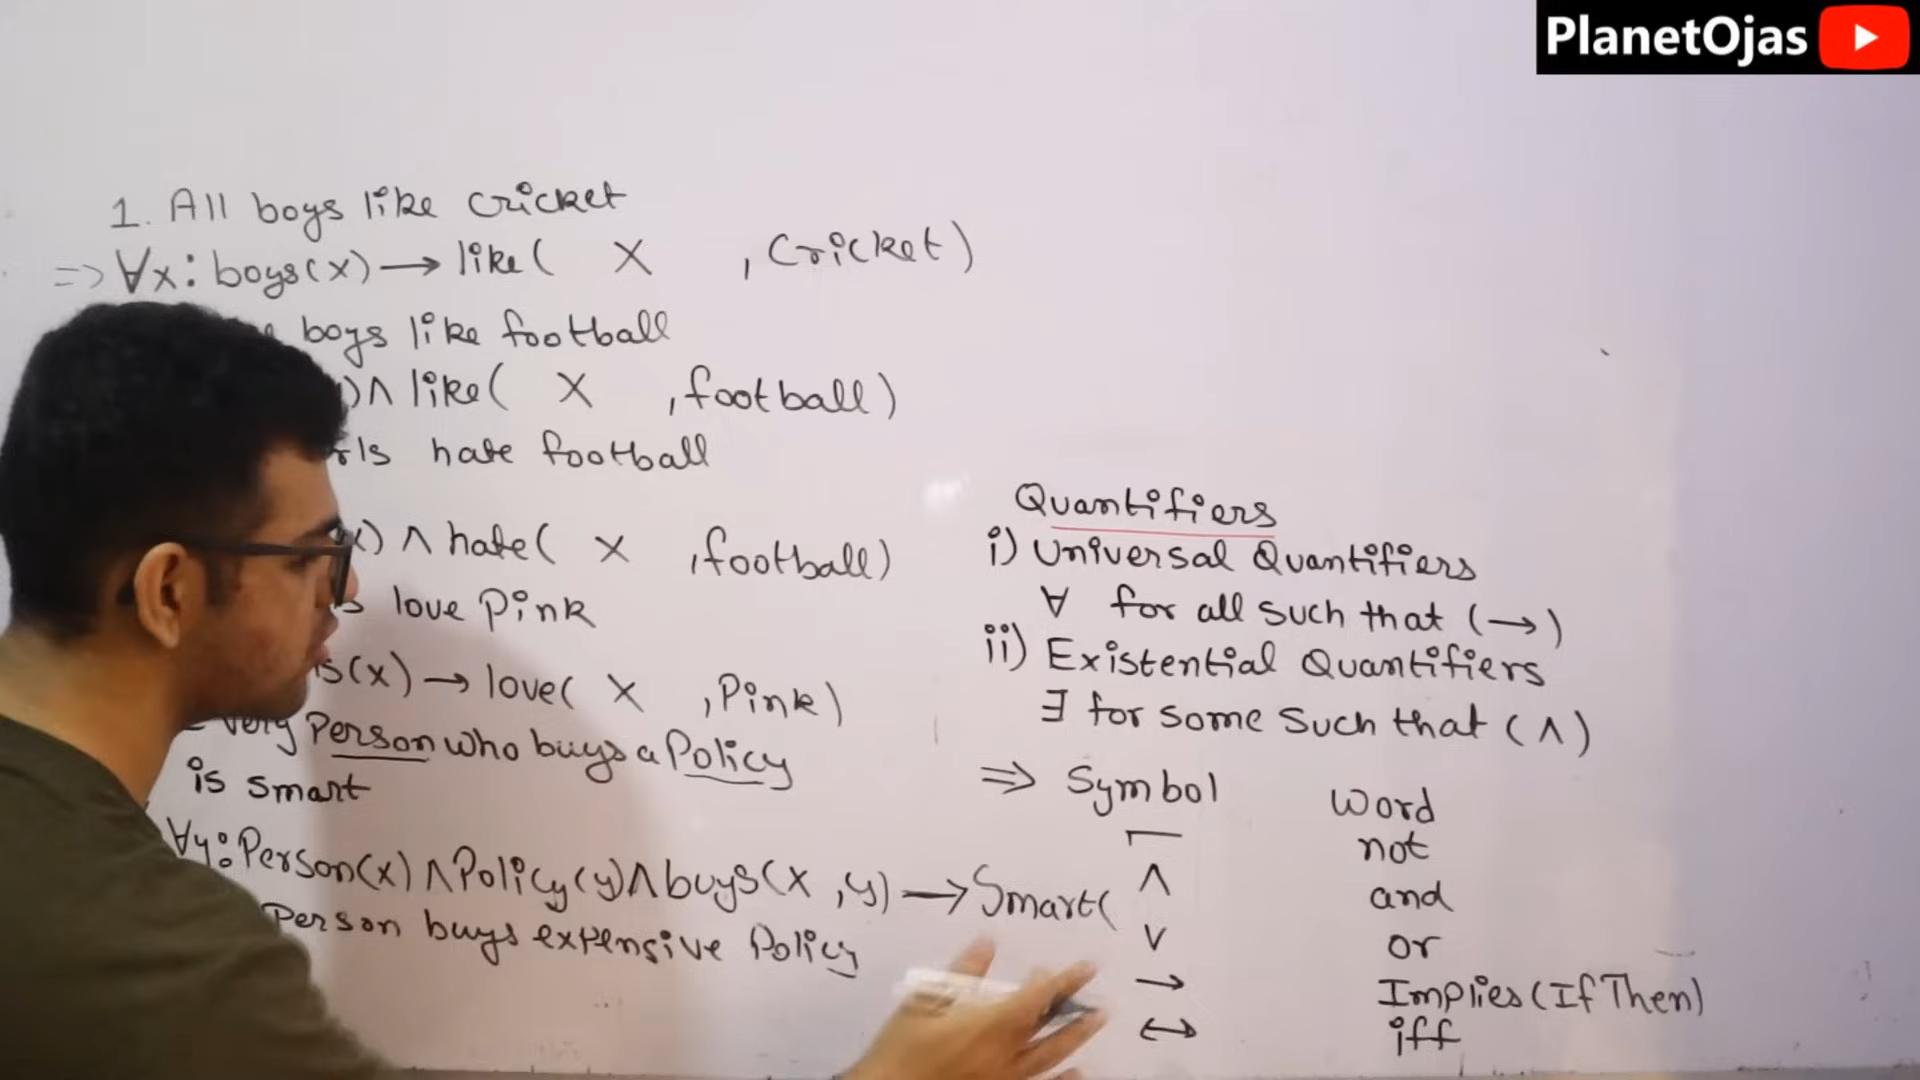 PlanetOjas
1. All boys like cricket
=> ∀x: boys(x) → like( X , Cricket)
boys like football
)∧ like( X , football)
rls hate football
x) ∧ hate( X , football)
love Pink
s(x) → love( X , Pink)
very Person who buys a Policy
is smart
∀y: Person(x) ∧ Policy(y) ∧ buys(x , y) → Smart(
Person buys expensive Policy
Quantifiers
i) Universal Quantifiers
∀ for all such that (→)
ii) Existential Quantifiers
∃ for some such that (∧)
⇒ Symbol Word
¬ not
∧ and
∨ or
→ Implies (If Then)
↔ iff